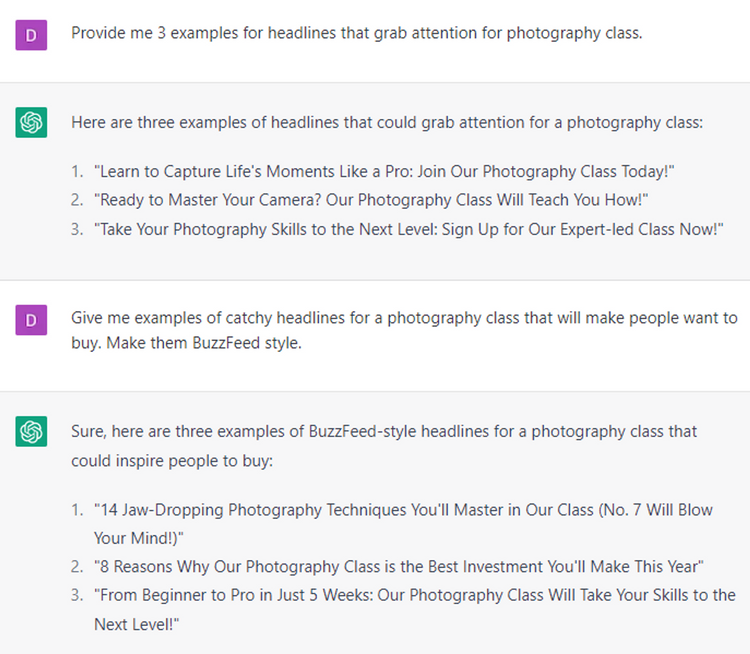 D
Provide me 3 examples for headlines that grab attention for photography class.
Here are three examples of headlines that could grab attention for a photography class:
1. "Learn to Capture Life's Moments Like a Pro: Join Our Photography Class Today!"
2. "Ready to Master Your Camera? Our Photography Class Will Teach You How!"
3. "Take Your Photography Skills to the Next Level: Sign Up for Our Expert-led Class Now!"
D
Give me examples of catchy headlines for a photography class that will make people want to
buy. Make them BuzzFeed style.
Sure, here are three examples of BuzzFeed-style headlines for a photography class that
could inspire people to buy:
1. "14 Jaw-Dropping Photography Techniques You'll Master in Our Class (No. 7 Will Blow
Your Mind!)"
2. "8 Reasons Why Our Photography Class is the Best Investment You'll Make This Year"
3. "From Beginner to Pro in Just 5 Weeks: Our Photography Class Will Take Your Skills to the
Next Level!"